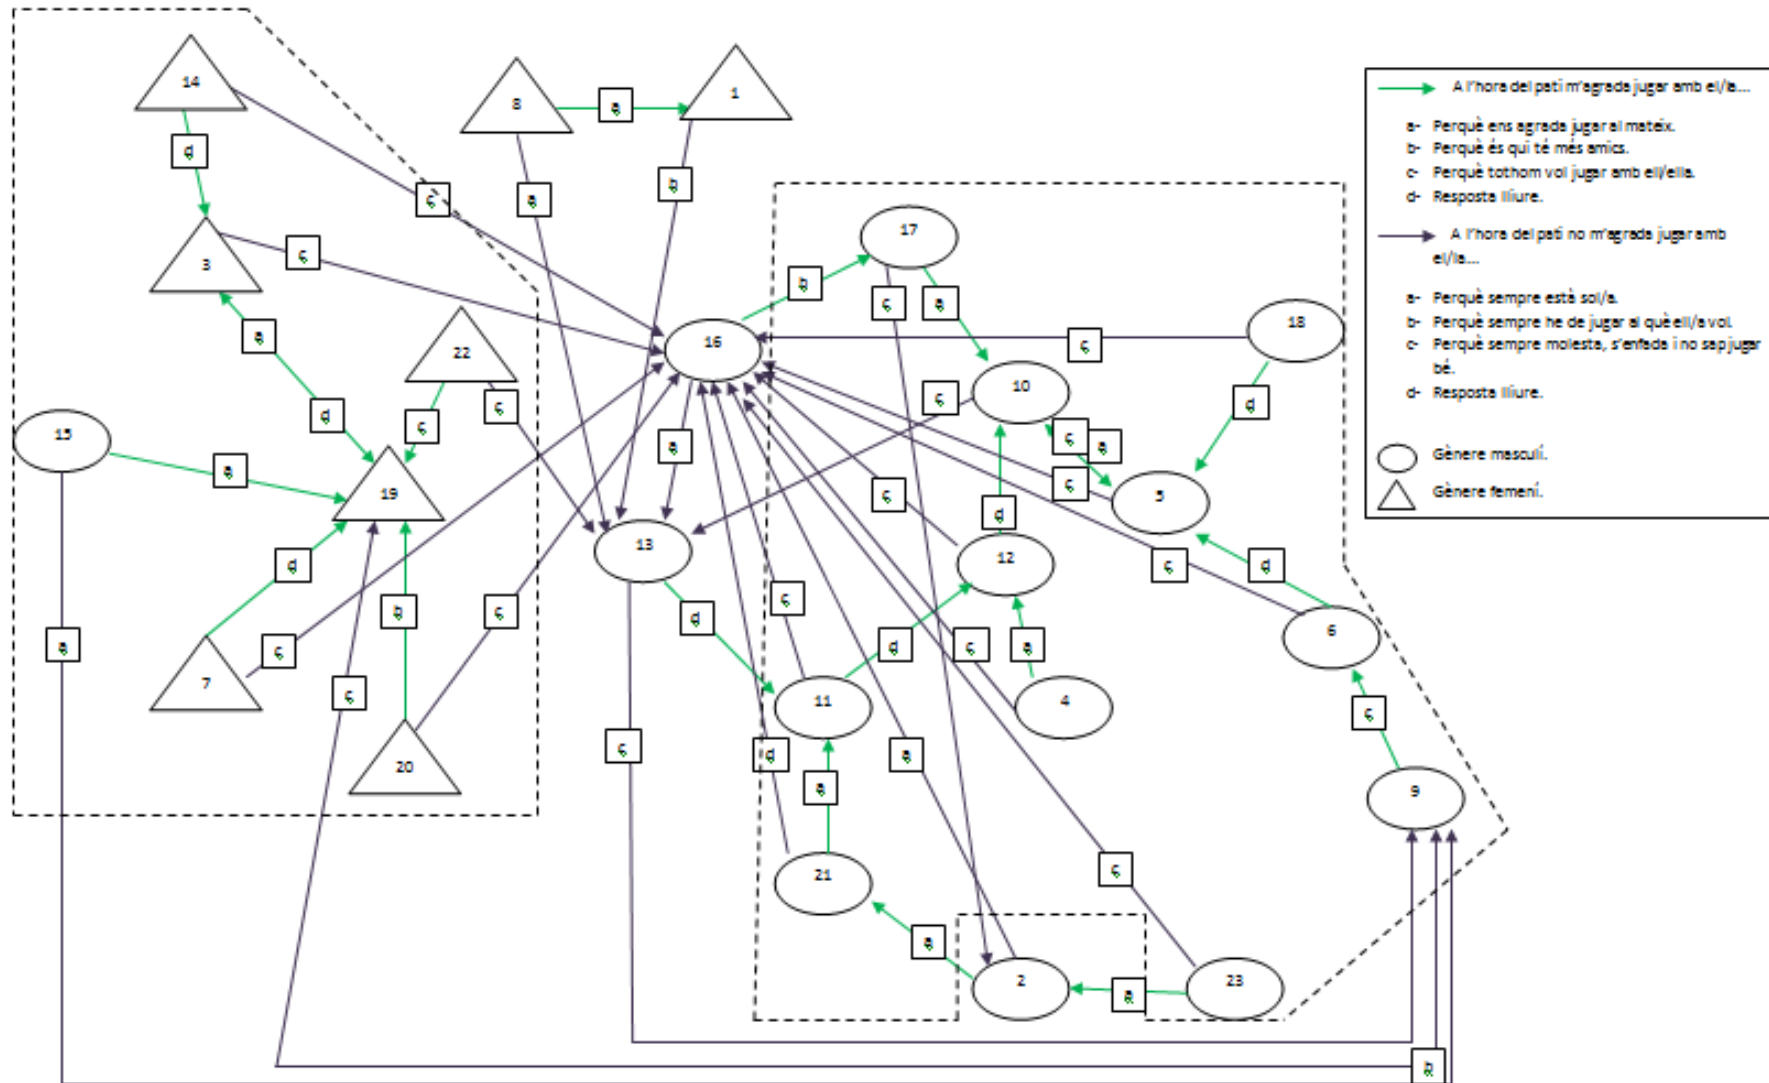 14
8
1
a
d
a
b
c
17
3
c
b
c
a
18
a
16
c
22
10
c
c
d
15
d
c
a
c
a
a
19
c
5
c
d
13
12
d
c
d
b
c
c
d
6
a
c
d
d
c
a
7
c
11
4
c
c
d
a
20
a
9
c
21
a
2
a
23
b
A l'hora del pati m'agrada jugar amb el/la...
a- Perquè ens agrada jugar al mateix.
b- Perquè és qui té més amics.
c- Perquè tothom vol jugar amb ell/ella.
d- Resposta lliure.
A l'hora del pati no m'agrada jugar amb
el/la...
a- Perquè sempre està sol/a.
b- Perquè sempre he de jugar al què ell/a vol.
c- Perquè sempre molesta, s'enfada i no sap jugar
bé.
d- Resposta lliure.
Gènere masculí.
Gènere femení.